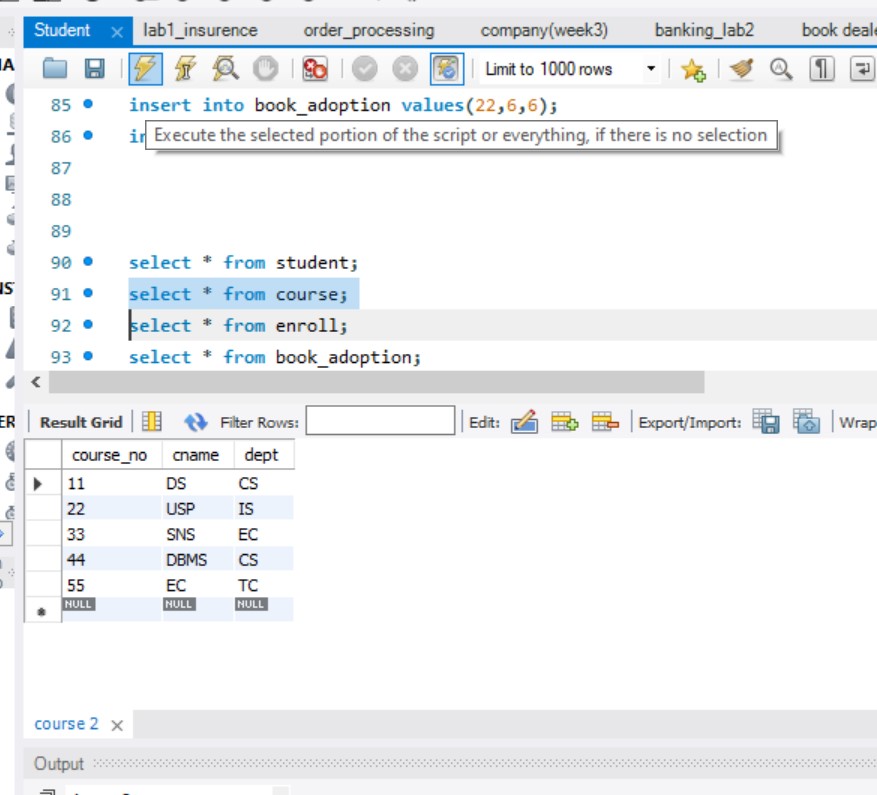 Student × lab1_insurence order_processing company(week3) banking_lab2 book deale
Limit to 1000 rows
85 insert into book_adoption values(22,6,6);
86 in
Execute the selected portion of the script or everything, if there is no selection
87
88
89
90 select * from student;
91 select * from course;
92 select * from enroll;
93 select * from book_adoption;
Result Grid Filter Rows: Edit: Export/Import: Wrap
course_no cname dept
11 DS CS
22 USP IS
33 SNS EC
44 DBMS CS
55 EC TC
NULL NULL NULL
course 2 ×
Output